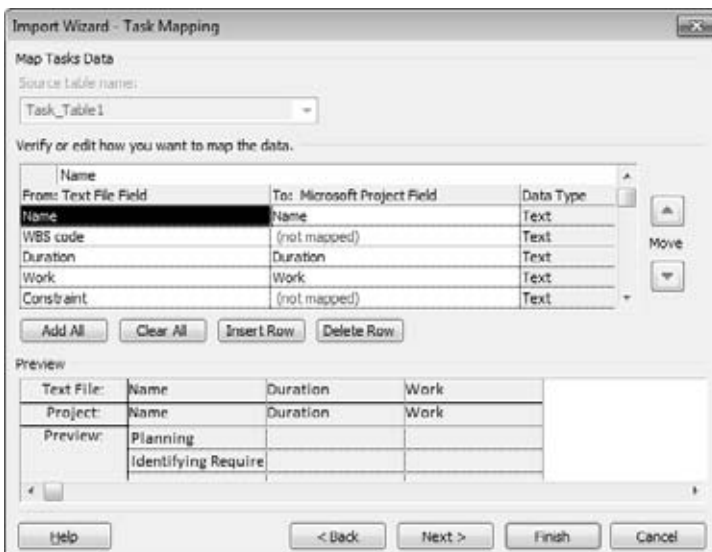 Import Wizard - Task Mapping
Map Tasks Data
Source table name:
Task_Table1
Verify or edit how you want to map the data.
Name
From: Text File Field To: Microsoft Project Field Data Type
Name Name Text
WBS code (not mapped) Text
Duration Duration Text
Work Work Text
Constraint (not mapped) Text
Move
Add All Clear All Insert Row Delete Row
Preview
Text File: Name Duration Work
Project: Name Duration Work
Preview: Planning
Identifying Require
Help < Back Next > Finish Cancel